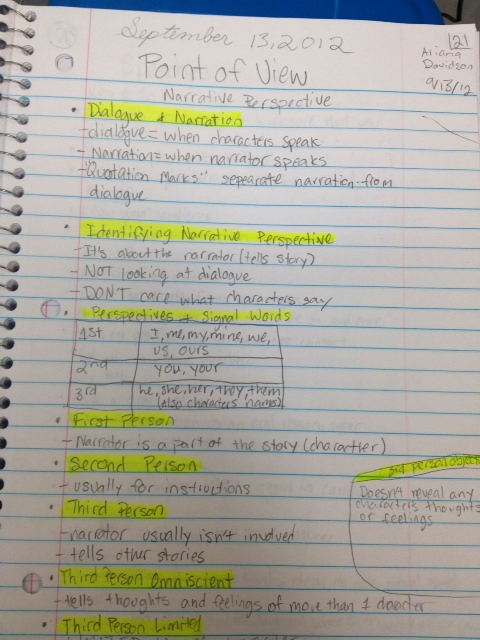 September 13, 2012
121
Ariana
Davidson
9/13/12
Point of View
Narrative Perspective
• Dialogue + Narration
- dialogue = when characters speak
- Narration = when narrator speaks
- "Quotation Marks" sepearate narration from
dialogue
• Identifying Narrative Perspective
- It's about the narrator (tells story)
- NOT looking at dialogue
- DON'T care what characters say
• Perspectives + Signal Words
1st I, me, my, mine, we,
us, ours
2nd you, your
3rd he, she, her, they, them
(also characters names)
• First Person
- Narrator is a part of the story (charactier)
• Second Person
- usually for instructions
• Third Person
- narrator usually isn't involved
- tells other stories
3rd person object
Doesn't reveal any
characters thoughts
or feelings
• Third Person Omniscient
- tells thoughts and feelings of more than 1
• Third Person Limited